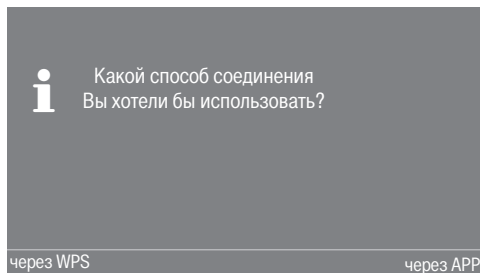 Какой способ соединения
Вы хотели бы использовать?
через WPS
через APP